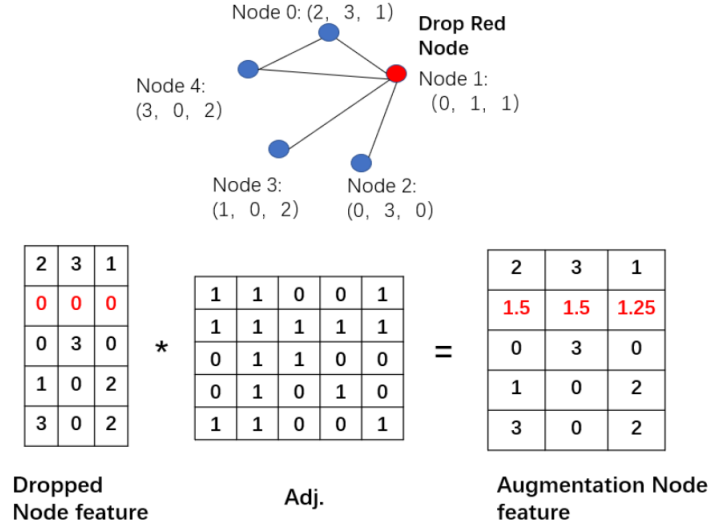 Node 0: (2, 3, 1)
Drop Red
Node
Node 1:
(0, 1, 1)
Node 4:
(3, 0, 2)
Node 3:
(1, 0, 2)
Node 2:
(0, 3, 0)
2 3 1
0 0 0
0 3 0
1 0 2
3 0 2
*
1 1 0 0 1
1 1 1 1 1
0 1 1 0 0
0 1 0 1 0
1 1 0 0 1
=
2 3 1
1.5 1.5 1.25
0 3 0
1 0 2
3 0 2
Dropped
Node feature
Adj.
Augmentation Node
feature